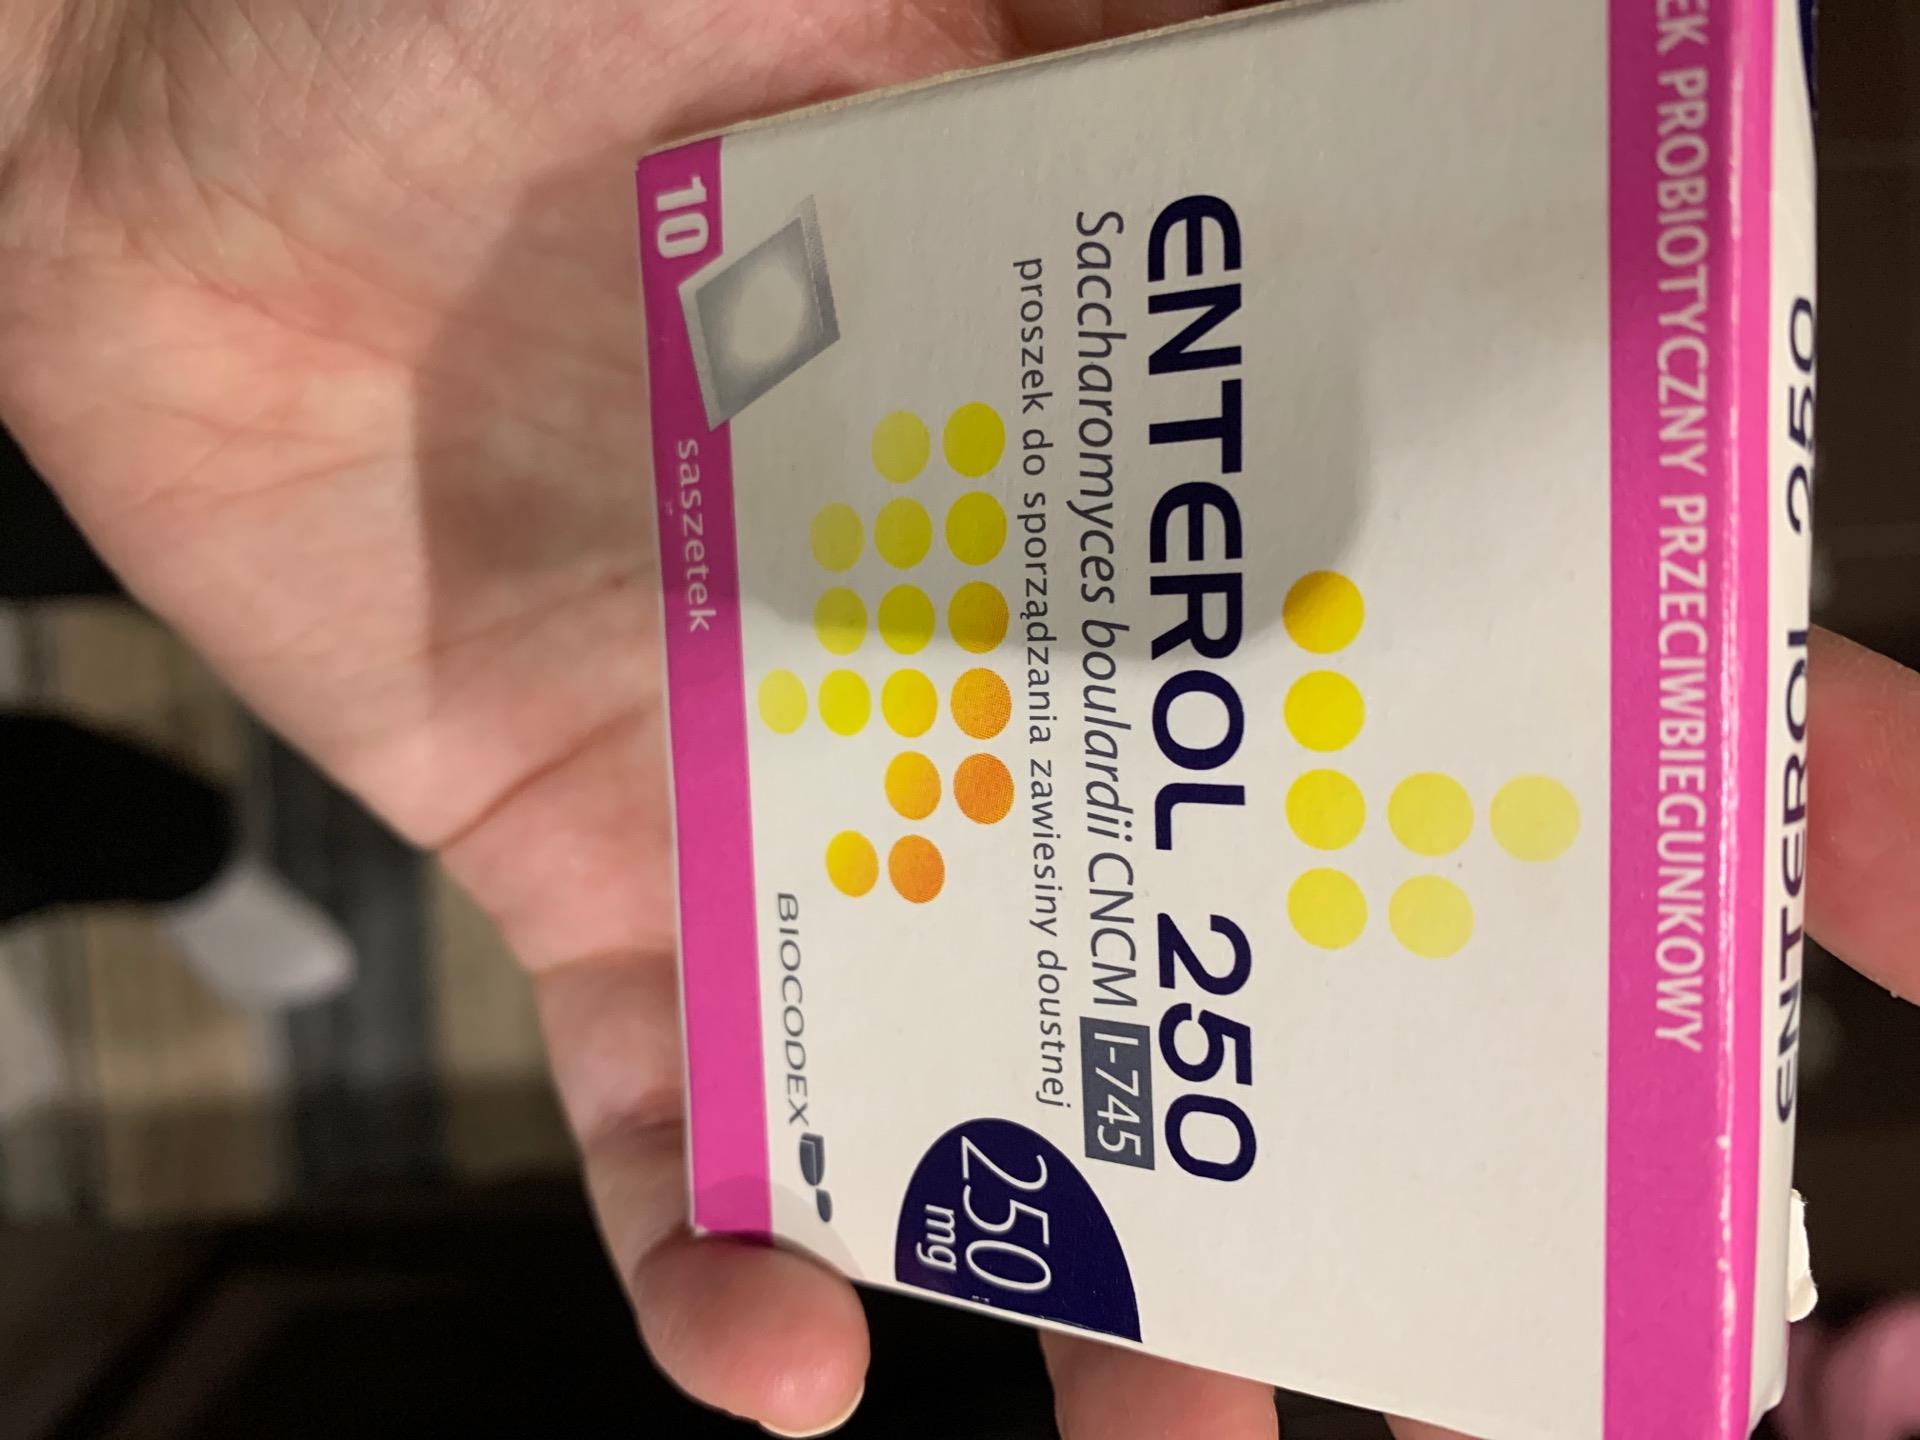 PROBIOTYCZNY PRZECIWBIEGUNKOWY
ENTEROL 250
ENTEROL 250
Saccharomyces boulardii CNCM I-745
proszek do sporządzania zawiesiny doustnej
250
mg
BIOCODEX
10
saszetek